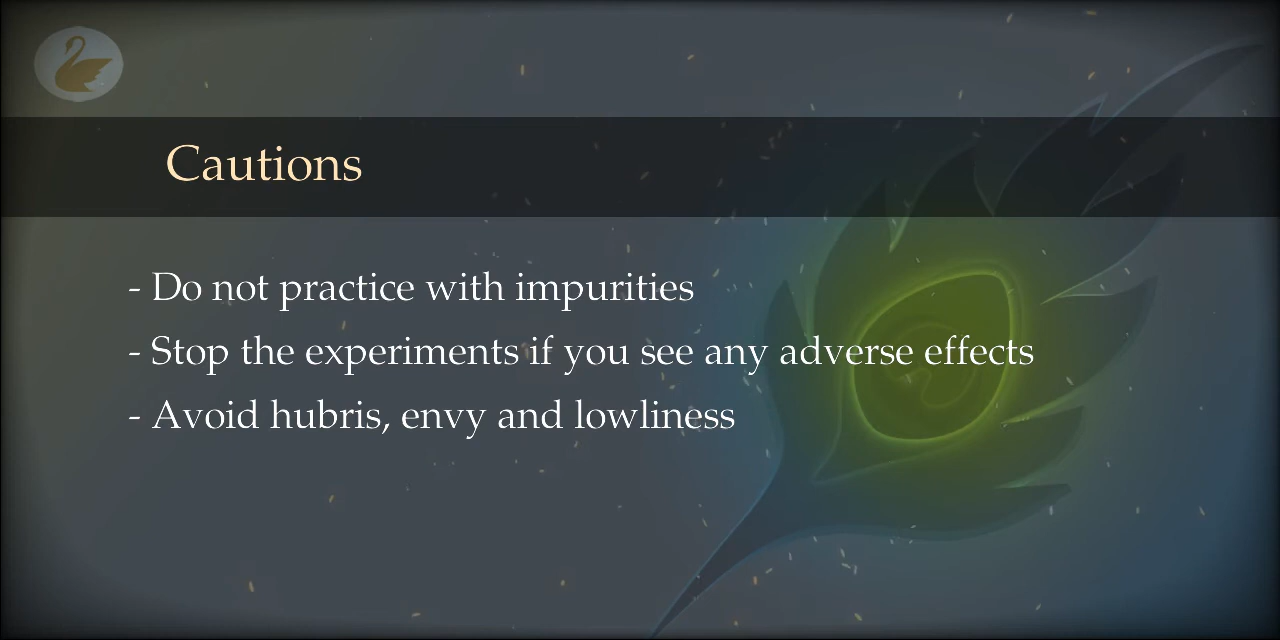 Cautions
- Do not practice with impurities
- Stop the experiments if you see any adverse effects
- Avoid hubris, envy and lowliness